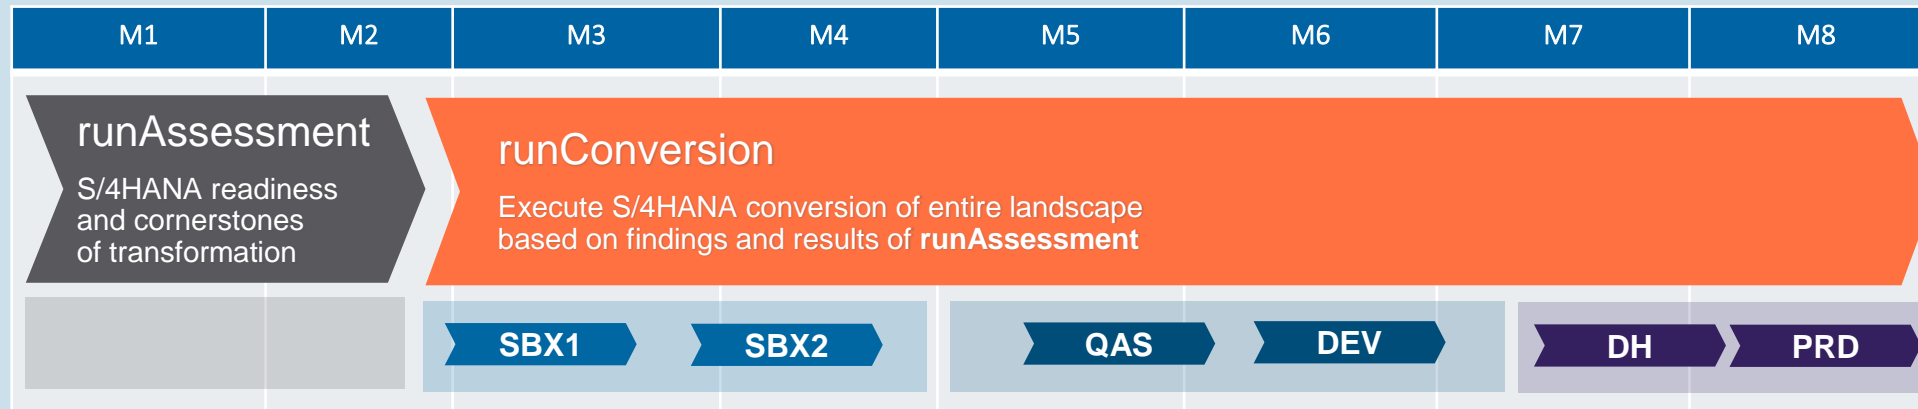 M1 M2 M3 M4 M5 M6 M7 M8
runAssessment
S/4HANA readiness
and cornerstones
of transformation
runConversion
Execute S/4HANA conversion of entire landscape
based on findings and results of runAssessment
SBX1 SBX2 QAS DEV DH PRD